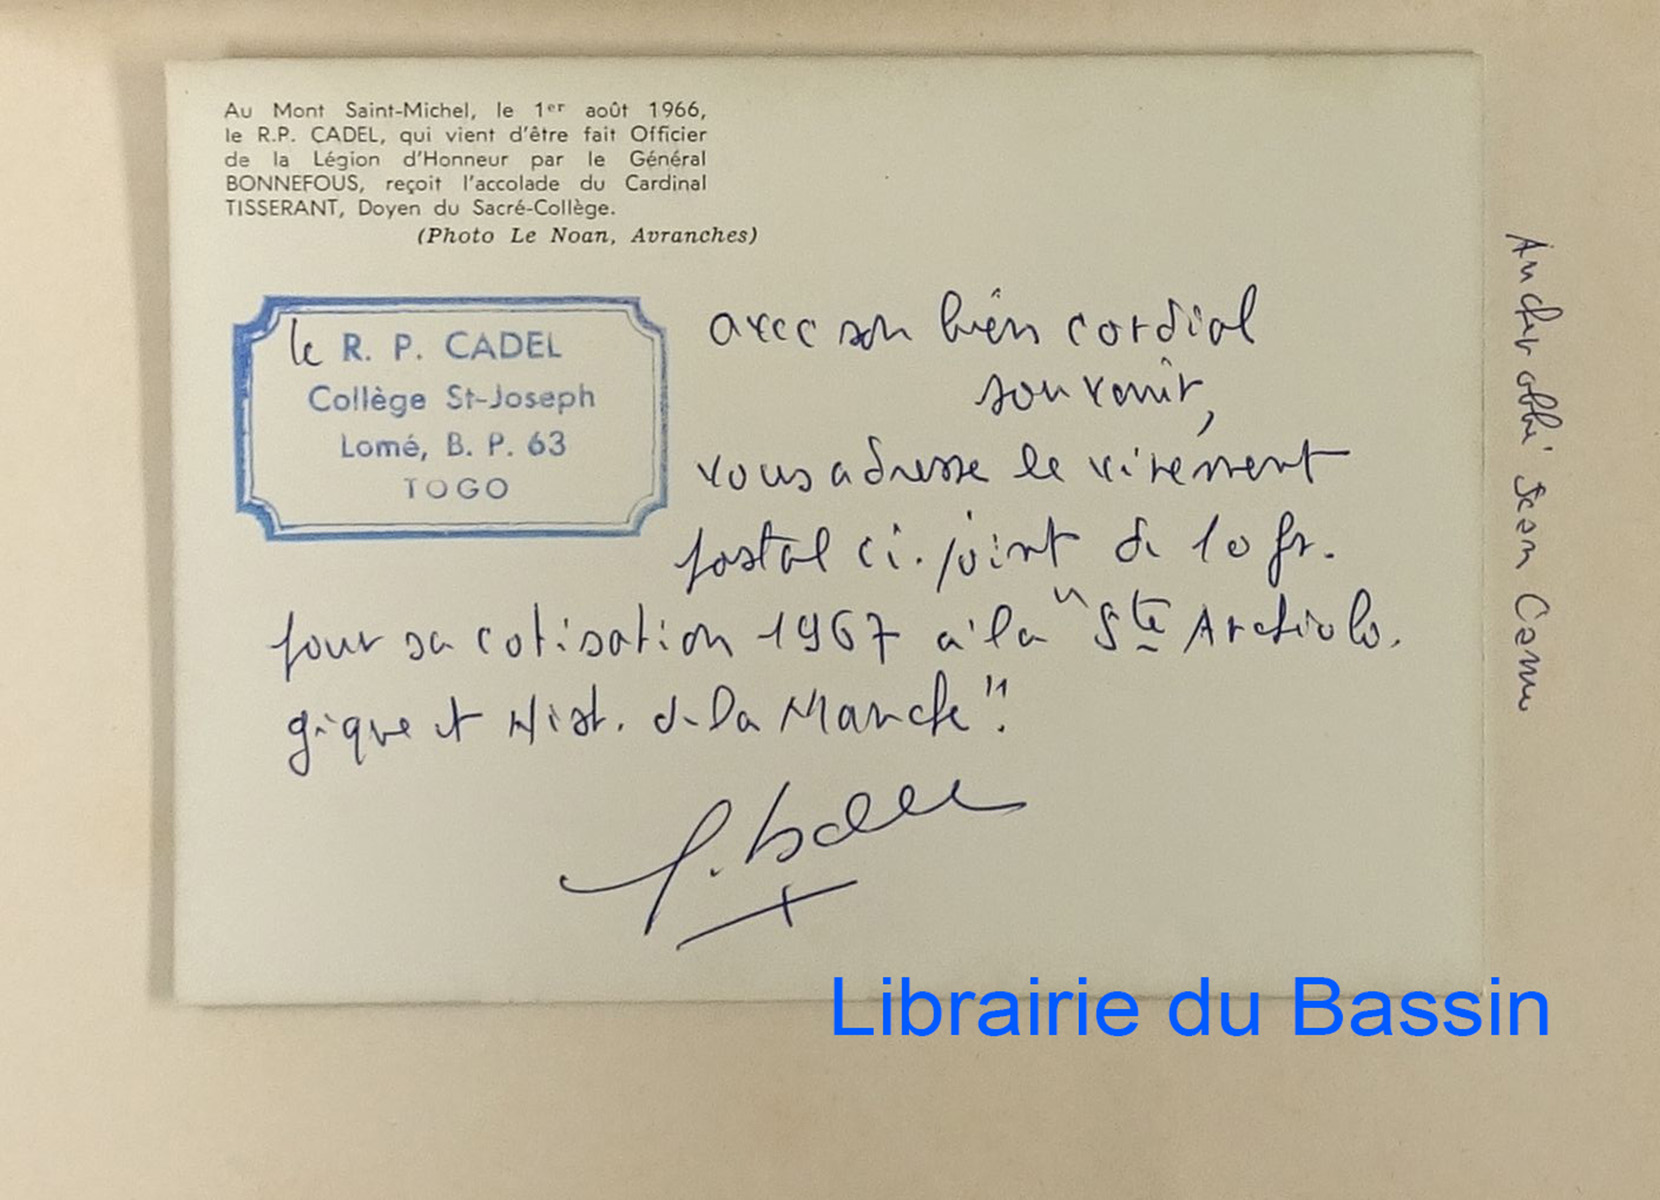 Au Mont Saint-Michel, le 1er août 1966,
le R.P. CADEL, qui vient d'être fait Officier
de la Légion d'Honneur par le Général
BONNEFOUS, reçoit l'accolade du Cardinal
TISSERANT, Doyen du Sacré-Collège.
(Photo Le Noan, Avranches)
le R. P. CADEL
Collège St-Joseph
Lomé, B. P. 63
TOGO
avec son bien cordial
souvenir,
vous adresse le virement
postal ci-joint de 10 fr.
pour sa cotisation 1967 à la "Sté Archéolo.
gique et Hist. de la Manche".
abbé Jean
Librairie du Bassin